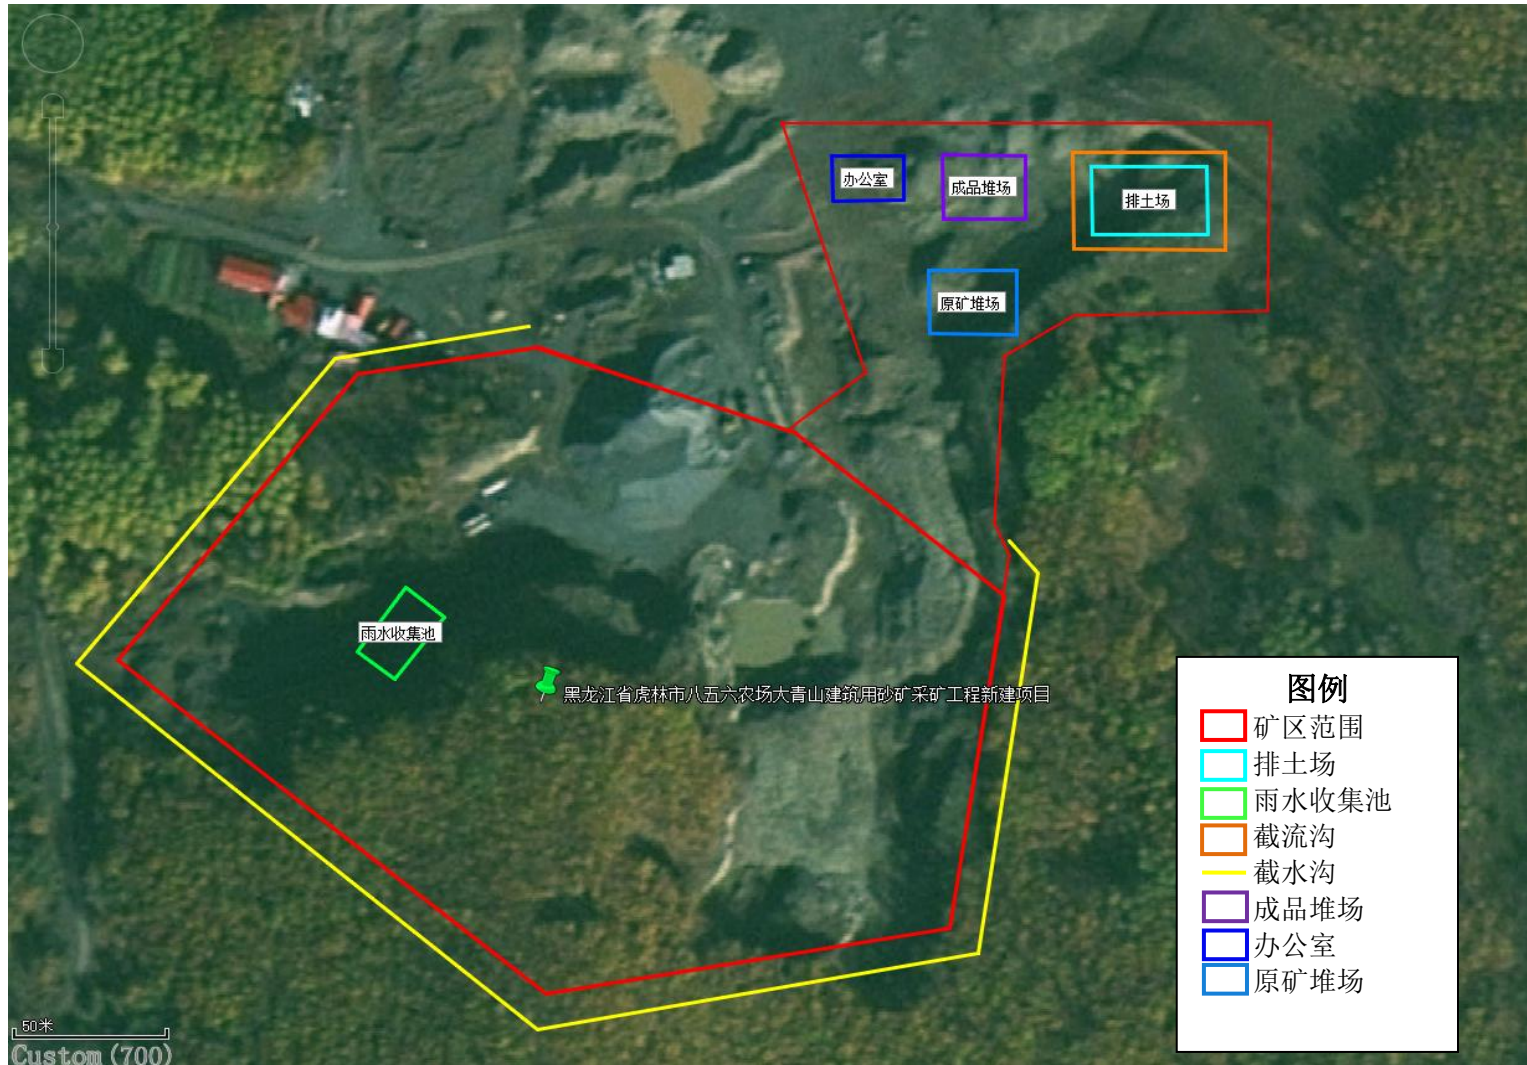 办公室
成品堆场
排土场
原矿堆场
雨水收集池
黑龙江省虎林市八五六农场大青山建筑用砂矿采矿工程新建项目
图例
矿区范围
排土场
雨水收集池
截流沟
截水沟
成品堆场
办公室
原矿堆场
50米
Custom(700)